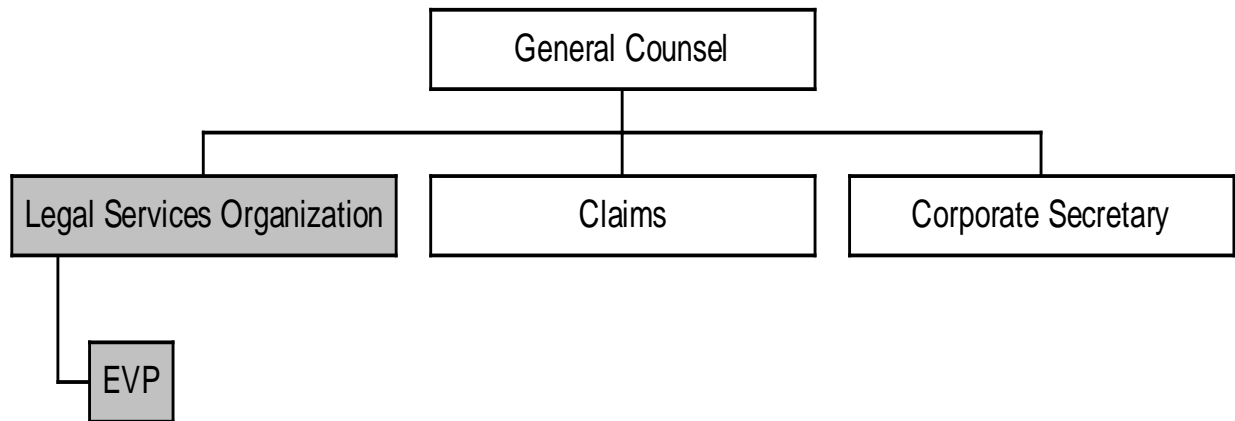 General Counsel
Legal Services Organization
Claims
Corporate Secretary
EVP